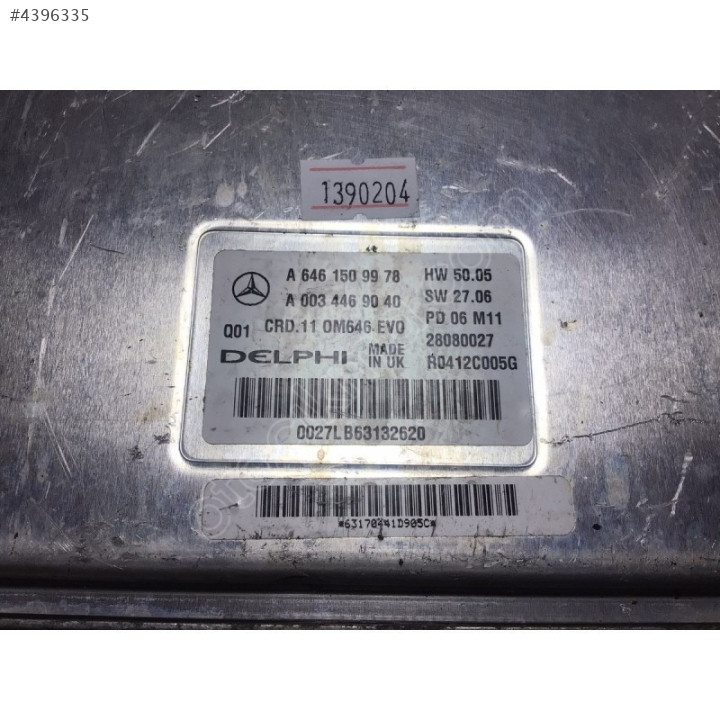 #4396335
1390204
A 646 150 99 78 HW 50.05
A 003 446 90 40 SW 27.06
Q01 CRD.11 OM646 EVO PD 06 M11
28080027
DELPHI MADE IN UK R0412C005G
0027LB63132620
*63170441D905C*